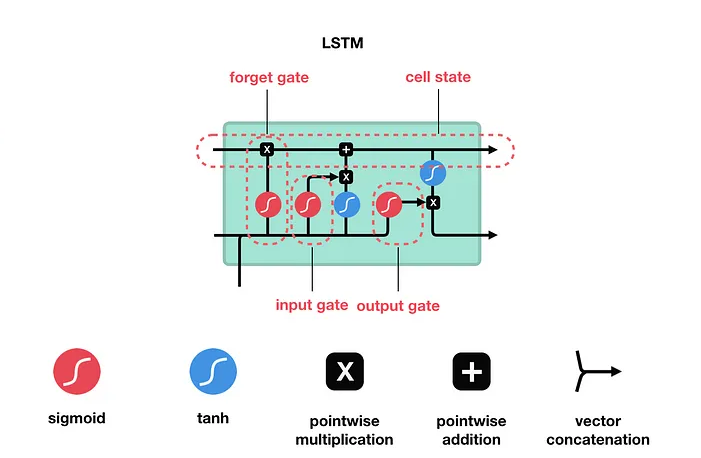 LSTM
forget gate
cell state
input gate
output gate
sigmoid
tanh
pointwise
multiplication
pointwise
addition
vector
concatenation